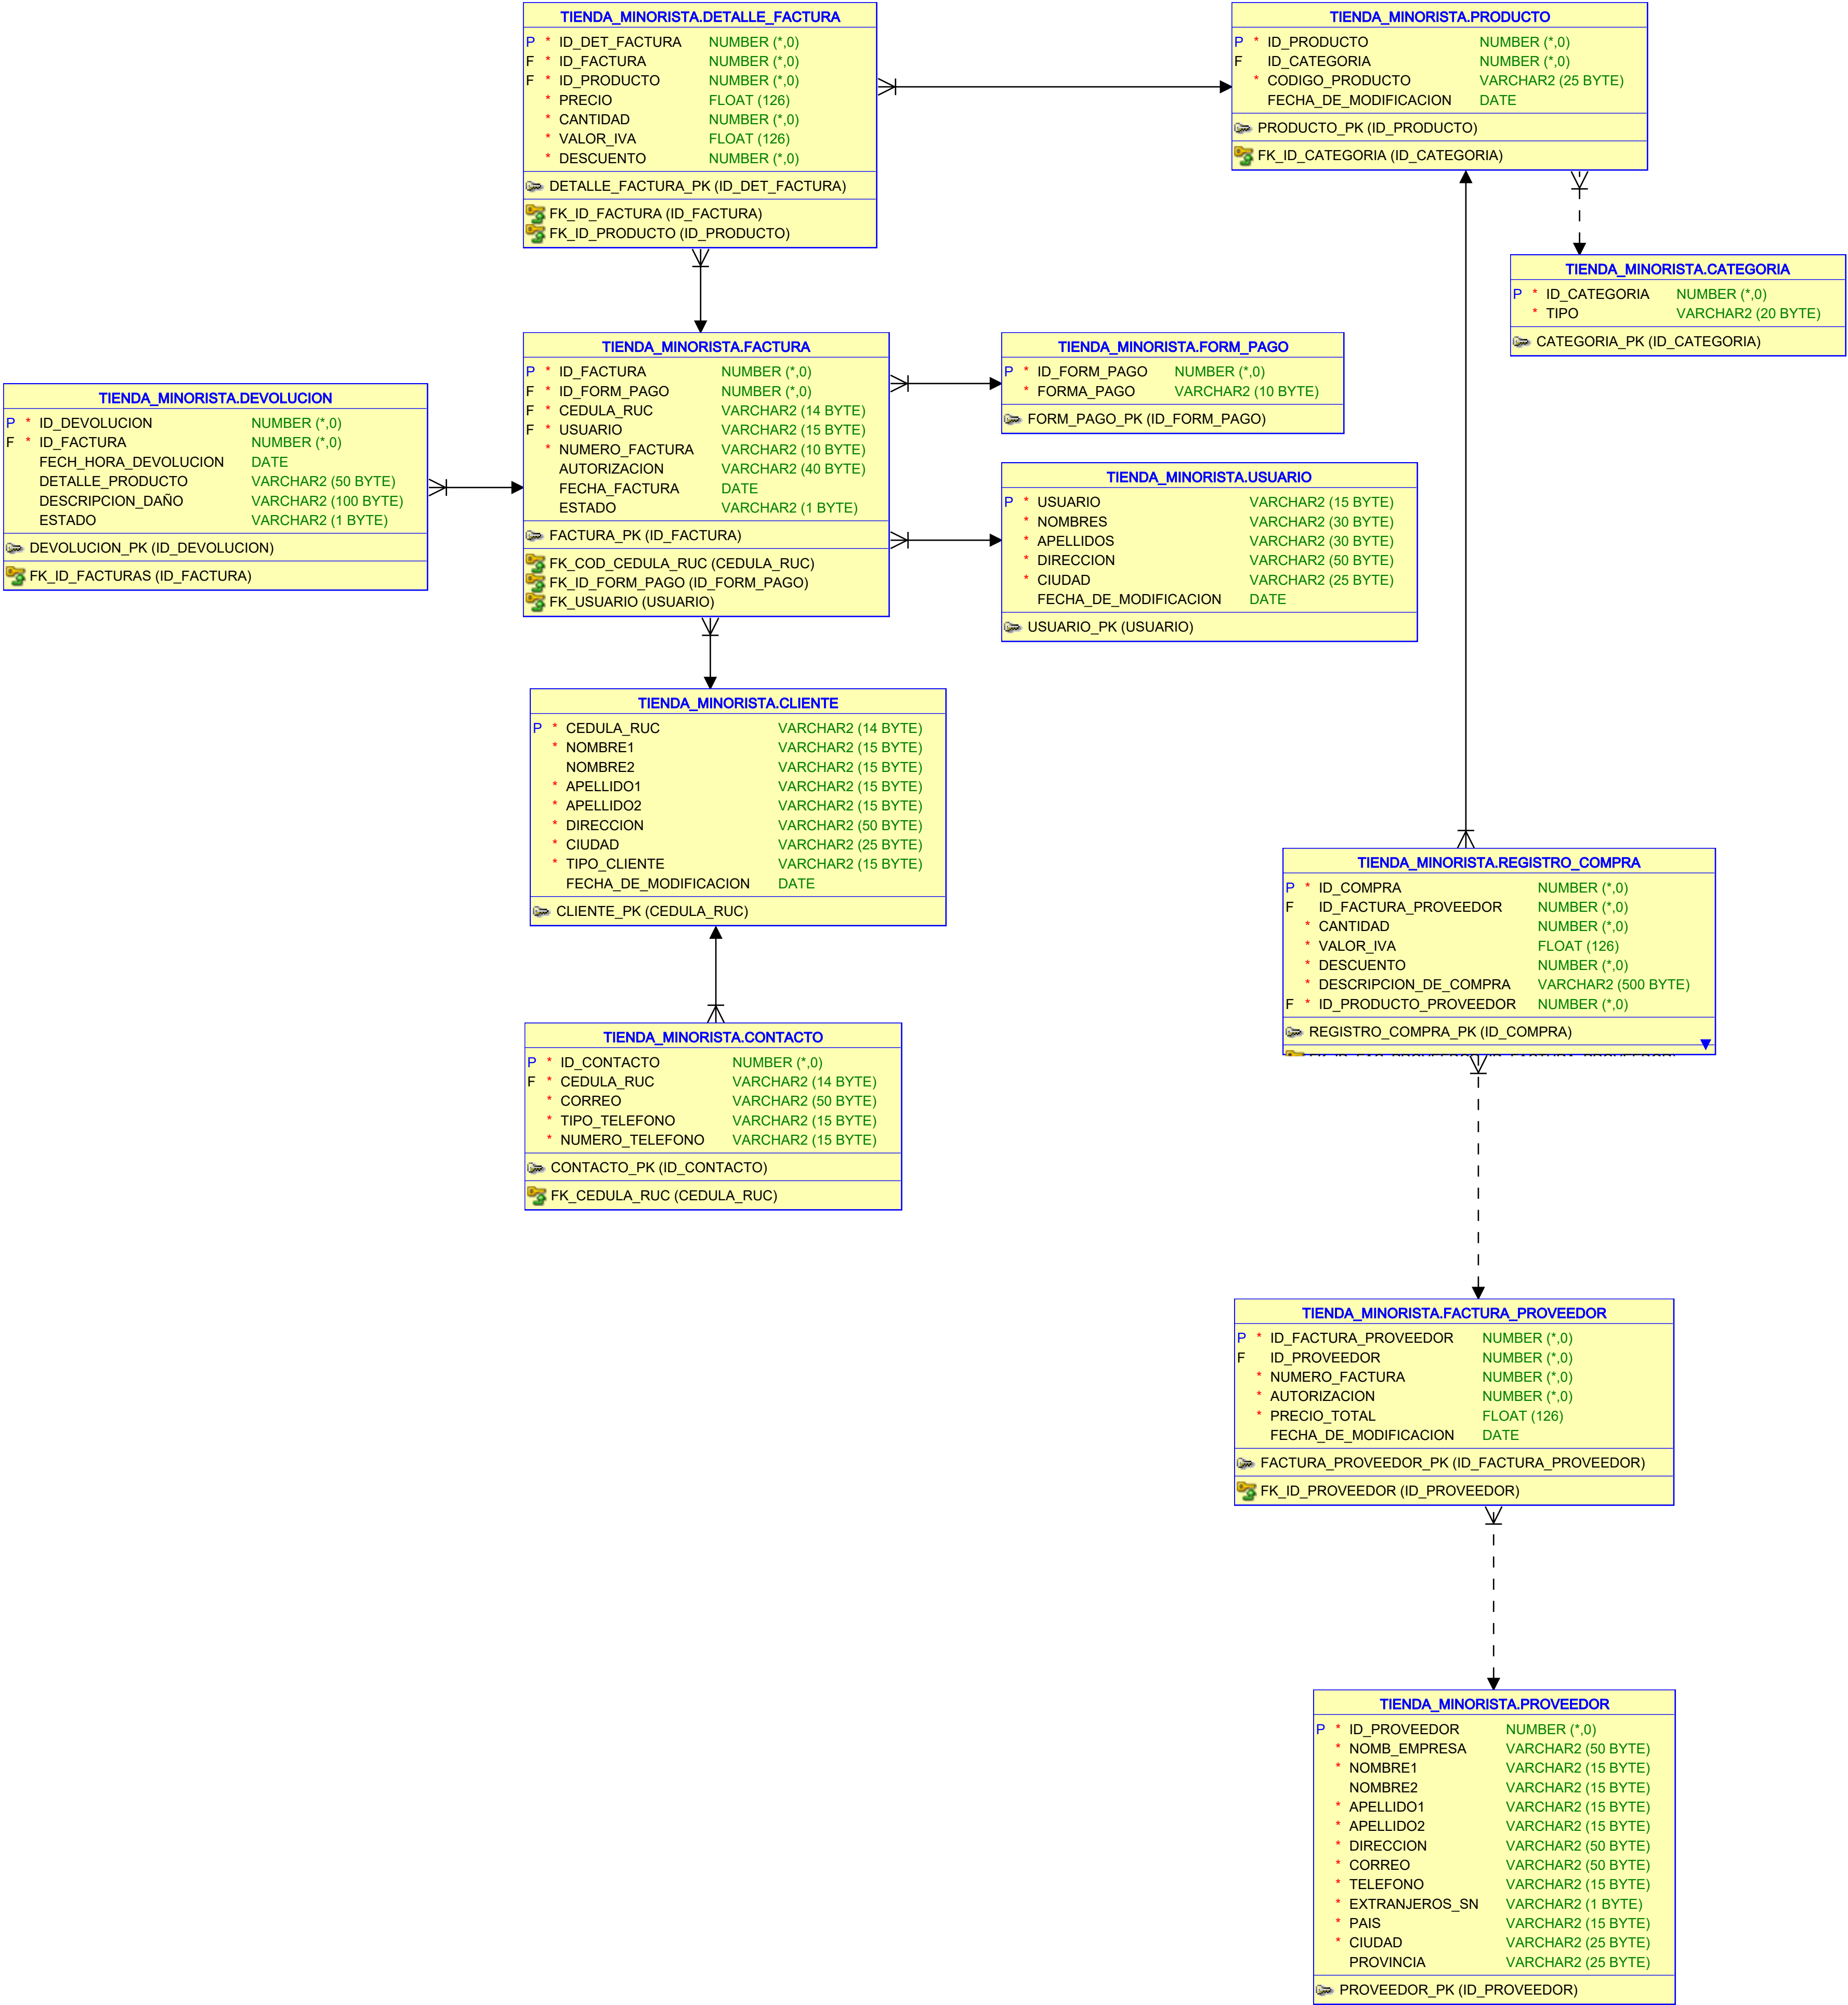 TIENDA_MINORISTA.DETALLE_FACTURA
P * ID_DET_FACTURA NUMBER (*,0)
F * ID_FACTURA NUMBER (*,0)
F * ID_PRODUCTO NUMBER (*,0)
* PRECIO FLOAT (126)
* CANTIDAD NUMBER (*,0)
* VALOR_IVA FLOAT (126)
* DESCUENTO NUMBER (*,0)
DETALLE_FACTURA_PK (ID_DET_FACTURA)
FK_ID_FACTURA (ID_FACTURA)
FK_ID_PRODUCTO (ID_PRODUCTO)
TIENDA_MINORISTA.PRODUCTO
P * ID_PRODUCTO NUMBER (*,0)
F ID_CATEGORIA NUMBER (*,0)
* CODIGO_PRODUCTO VARCHAR2 (25 BYTE)
FECHA_DE_MODIFICACION DATE
PRODUCTO_PK (ID_PRODUCTO)
FK_ID_CATEGORIA (ID_CATEGORIA)
TIENDA_MINORISTA.CATEGORIA
P * ID_CATEGORIA NUMBER (*,0)
* TIPO VARCHAR2 (20 BYTE)
CATEGORIA_PK (ID_CATEGORIA)
TIENDA_MINORISTA.DEVOLUCION
P * ID_DEVOLUCION NUMBER (*,0)
F * ID_FACTURA NUMBER (*,0)
FECH_HORA_DEVOLUCION DATE
DETALLE_PRODUCTO VARCHAR2 (50 BYTE)
DESCRIPCION_DAÑO VARCHAR2 (100 BYTE)
ESTADO VARCHAR2 (1 BYTE)
DEVOLUCION_PK (ID_DEVOLUCION)
FK_ID_FACTURAS (ID_FACTURA)
TIENDA_MINORISTA.FACTURA
P * ID_FACTURA NUMBER (*,0)
F * ID_FORM_PAGO NUMBER (*,0)
F * CEDULA_RUC VARCHAR2 (14 BYTE)
F * USUARIO VARCHAR2 (15 BYTE)
* NUMERO_FACTURA VARCHAR2 (10 BYTE)
AUTORIZACION VARCHAR2 (40 BYTE)
FECHA_FACTURA DATE
ESTADO VARCHAR2 (1 BYTE)
FACTURA_PK (ID_FACTURA)
FK_COD_CEDULA_RUC (CEDULA_RUC)
FK_ID_FORM_PAGO (ID_FORM_PAGO)
FK_USUARIO (USUARIO)
TIENDA_MINORISTA.FORM_PAGO
P * ID_FORM_PAGO NUMBER (*,0)
* FORMA_PAGO VARCHAR2 (10 BYTE)
FORM_PAGO_PK (ID_FORM_PAGO)
TIENDA_MINORISTA.USUARIO
P * USUARIO VARCHAR2 (15 BYTE)
* NOMBRES VARCHAR2 (30 BYTE)
* APELLIDOS VARCHAR2 (30 BYTE)
* DIRECCION VARCHAR2 (50 BYTE)
* CIUDAD VARCHAR2 (25 BYTE)
FECHA_DE_MODIFICACION DATE
USUARIO_PK (USUARIO)
TIENDA_MINORISTA.CLIENTE
P * CEDULA_RUC VARCHAR2 (14 BYTE)
* NOMBRE1 VARCHAR2 (15 BYTE)
NOMBRE2 VARCHAR2 (15 BYTE)
* APELLIDO1 VARCHAR2 (15 BYTE)
* APELLIDO2 VARCHAR2 (15 BYTE)
* DIRECCION VARCHAR2 (50 BYTE)
* CIUDAD VARCHAR2 (25 BYTE)
* TIPO_CLIENTE VARCHAR2 (15 BYTE)
FECHA_DE_MODIFICACION DATE
CLIENTE_PK (CEDULA_RUC)
TIENDA_MINORISTA.REGISTRO_COMPRA
P * ID_COMPRA NUMBER (*,0)
F ID_FACTURA_PROVEEDOR NUMBER (*,0)
* CANTIDAD NUMBER (*,0)
* VALOR_IVA FLOAT (126)
* DESCUENTO NUMBER (*,0)
* DESCRIPCION_DE_COMPRA VARCHAR2 (500 BYTE)
F * ID_PRODUCTO_PROVEEDOR NUMBER (*,0)
REGISTRO_COMPRA_PK (ID_COMPRA)
TIENDA_MINORISTA.CONTACTO
P * ID_CONTACTO NUMBER (*,0)
F * CEDULA_RUC VARCHAR2 (14 BYTE)
* CORREO VARCHAR2 (50 BYTE)
* TIPO_TELEFONO VARCHAR2 (15 BYTE)
* NUMERO_TELEFONO VARCHAR2 (15 BYTE)
CONTACTO_PK (ID_CONTACTO)
FK_CEDULA_RUC (CEDULA_RUC)
TIENDA_MINORISTA.FACTURA_PROVEEDOR
P * ID_FACTURA_PROVEEDOR NUMBER (*,0)
F ID_PROVEEDOR NUMBER (*,0)
* NUMERO_FACTURA NUMBER (*,0)
* AUTORIZACION NUMBER (*,0)
* PRECIO_TOTAL FLOAT (126)
FECHA_DE_MODIFICACION DATE
FACTURA_PROVEEDOR_PK (ID_FACTURA_PROVEEDOR)
FK_ID_PROVEEDOR (ID_PROVEEDOR)
TIENDA_MINORISTA.PROVEEDOR
P * ID_PROVEEDOR NUMBER (*,0)
* NOMB_EMPRESA VARCHAR2 (50 BYTE)
* NOMBRE1 VARCHAR2 (15 BYTE)
NOMBRE2 VARCHAR2 (15 BYTE)
* APELLIDO1 VARCHAR2 (15 BYTE)
* APELLIDO2 VARCHAR2 (15 BYTE)
* DIRECCION VARCHAR2 (50 BYTE)
* CORREO VARCHAR2 (50 BYTE)
* TELEFONO VARCHAR2 (15 BYTE)
* EXTRANJEROS_SN VARCHAR2 (1 BYTE)
* PAIS VARCHAR2 (15 BYTE)
* CIUDAD VARCHAR2 (25 BYTE)
PROVINCIA VARCHAR2 (25 BYTE)
PROVEEDOR_PK (ID_PROVEEDOR)